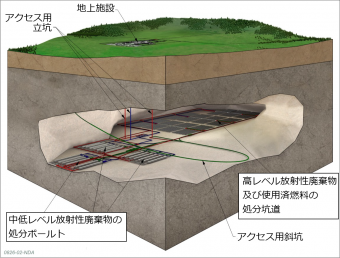 地上施設
アクセス用
立坑
高レベル放射性廃棄物
及び使用済燃料の
処分坑道
中低レベル放射性廃棄物の
処分ボールト
アクセス用斜坑